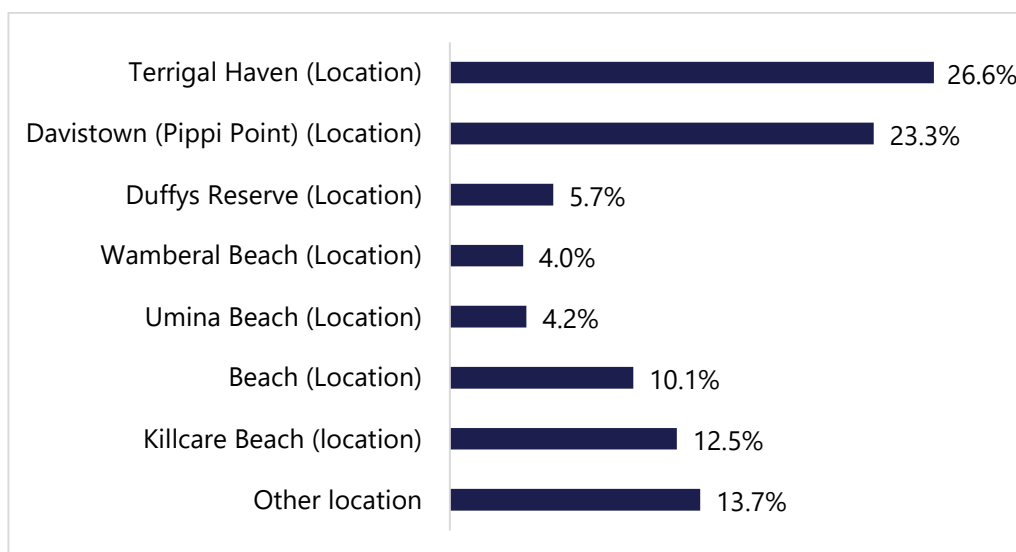 Terrigal Haven (Location) 26.6%
Davistown (Pippi Point) (Location) 23.3%
Duffys Reserve (Location) 5.7%
Wamberal Beach (Location) 4.0%
Umina Beach (Location) 4.2%
Beach (Location) 10.1%
Killcare Beach (location) 12.5%
Other location 13.7%